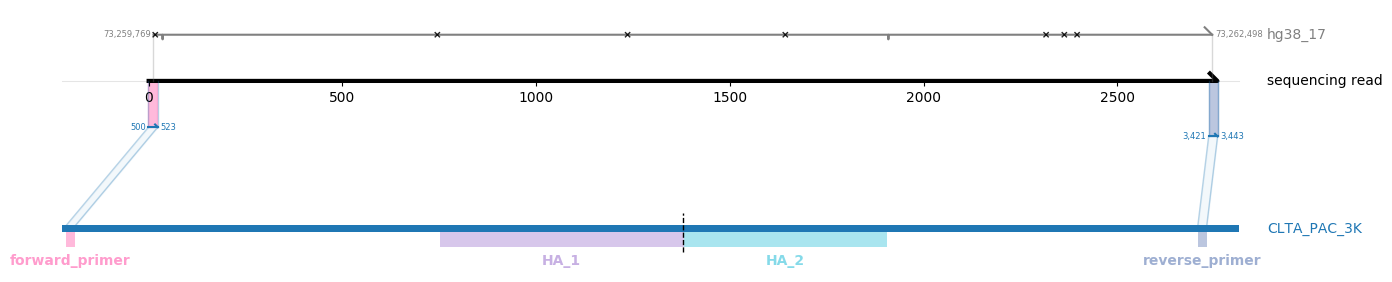 73,259,769
73,262,498 hg38_17
sequencing read
0 500 1000 1500 2000 2500
500 523
3,421 3,443
CLTA_PAC_3K
forward_primer HA_1 HA_2 reverse_primer